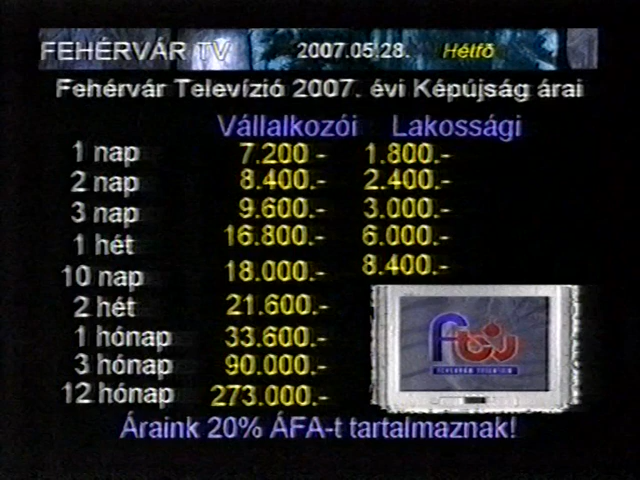 FEHÉRVÁR TV 2007.05.28. Hétfő
Fehérvár Televízió 2007. évi Képújság árai
Vállalkozói Lakossági
1 nap 7.200.- 1.800.-
2 nap 8.400.- 2.400.-
3 nap 9.600.- 3.000.-
1 hét 16.800.- 6.000.-
10 nap 18.000.- 8.400.-
2 hét 21.600.-
1 hónap 33.600.-
3 hónap 90.000.-
12 hónap 273.000.-
ftv
FEHÉRVÁR TELEVÍZIÓ
Áraink 20% ÁFA-t tartalmaznak!